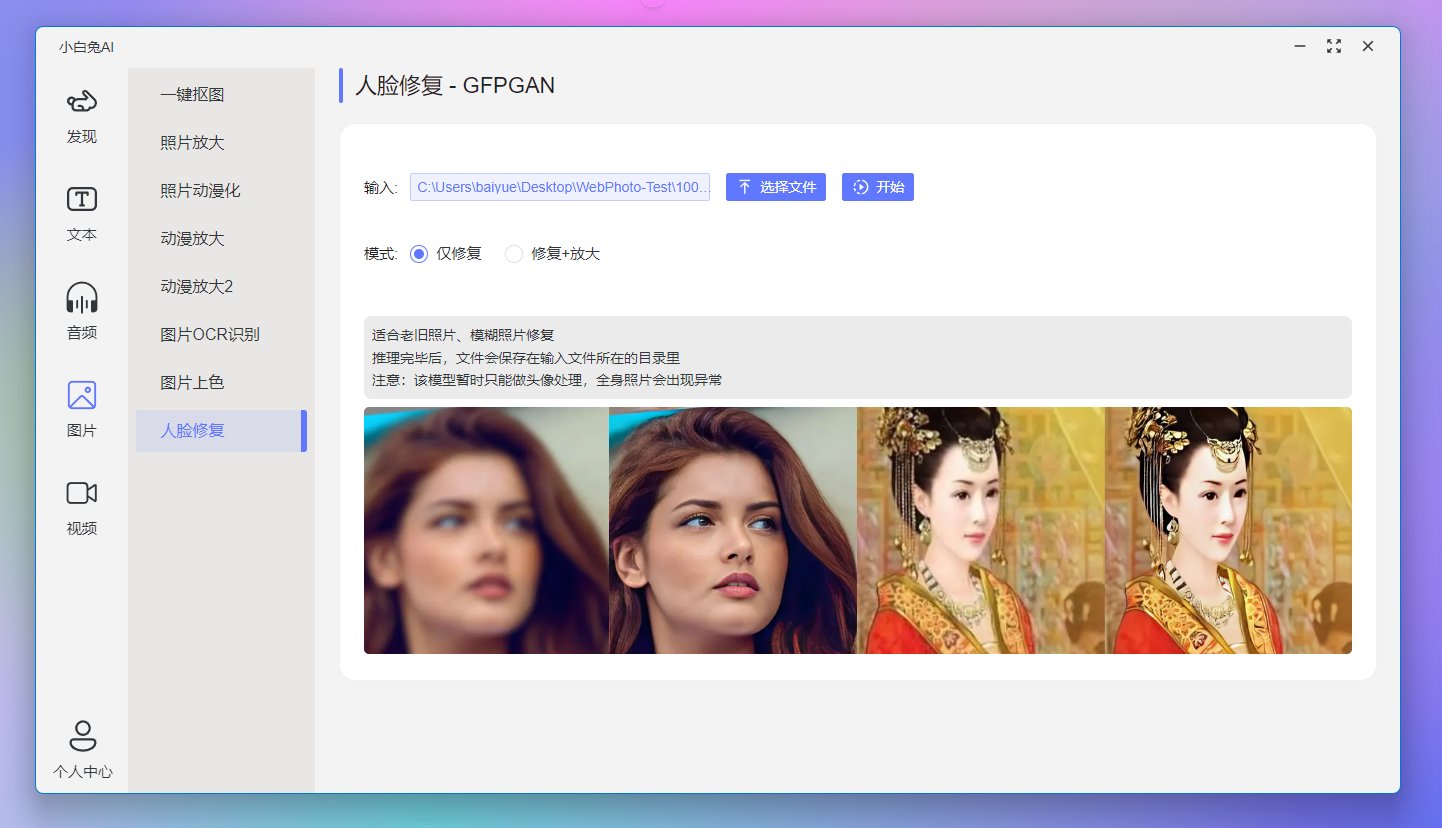 小白兔AI
发现
文本
音频
图片
视频
个人中心
一键抠图
照片放大
照片动漫化
动漫放大
动漫放大2
图片OCR识别
图片上色
人脸修复
人脸修复 - GFPGAN
输入: C:\Users\baiyue\Desktop\WebPhoto-Test\100... 选择文件 开始
模式: 仅修复 修复+放大
适合老旧照片、模糊照片修复
推理完毕后，文件会保存在输入文件所在的目录里
注意：该模型暂时只能做头像处理，全身照片会出现异常